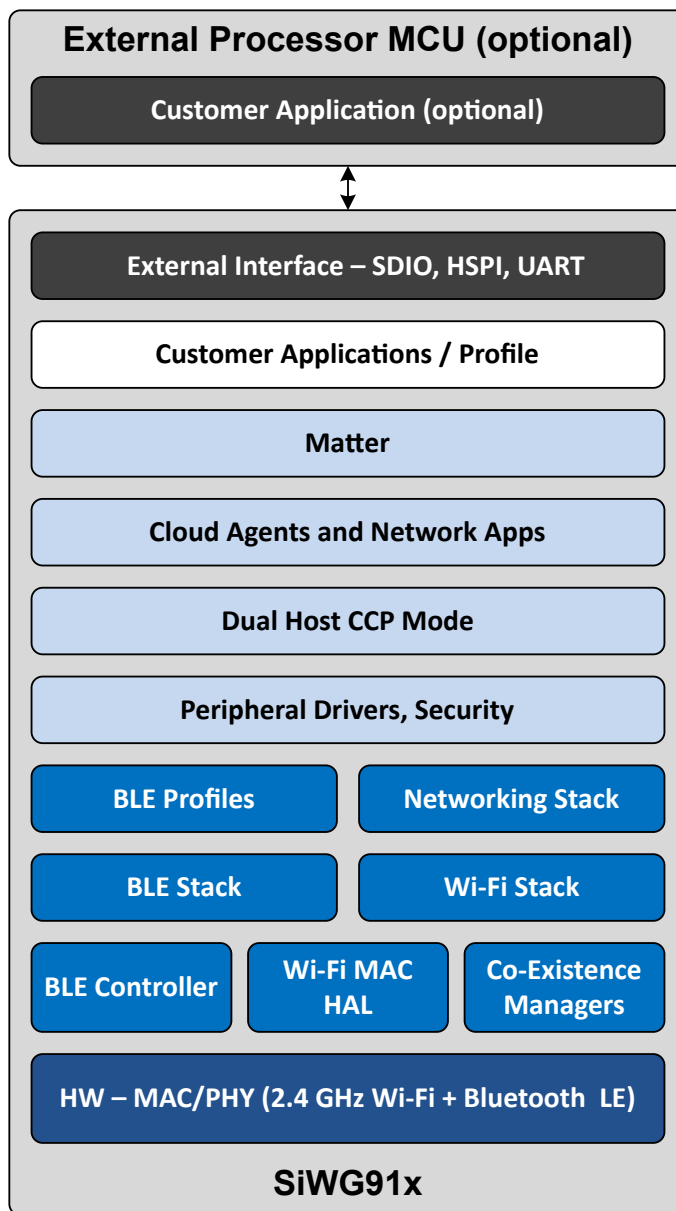 External Processor MCU (optional)
Customer Application (optional)
External Interface – SDIO, HSPI, UART
Customer Applications / Profile
Matter
Cloud Agents and Network Apps
Dual Host CCP Mode
Peripheral Drivers, Security
BLE Profiles
Networking Stack
BLE Stack
Wi-Fi Stack
BLE Controller
Wi-Fi MAC
HAL
Co-Existence
Managers
HW – MAC/PHY (2.4 GHz Wi-Fi + Bluetooth LE)
SiWG91x